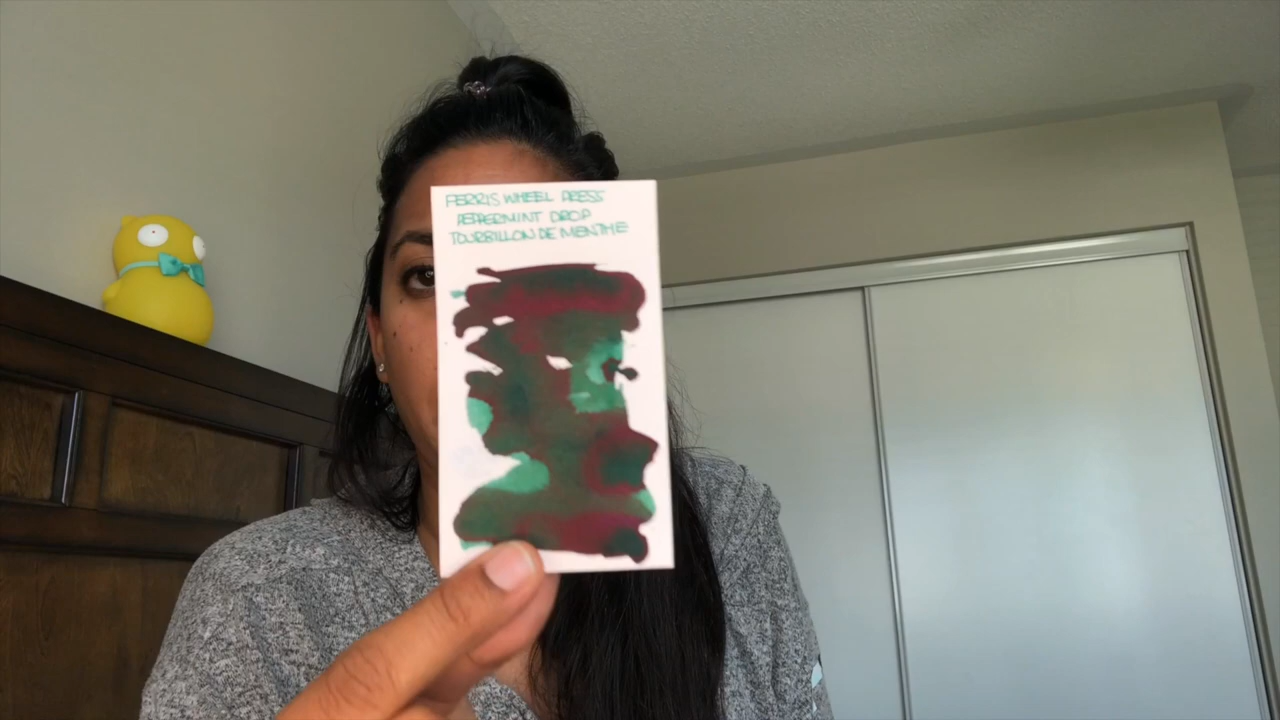 FERRIS WHEEL PRESS
PEPPERMINT DROP
TOURBILLON DE MENTHE